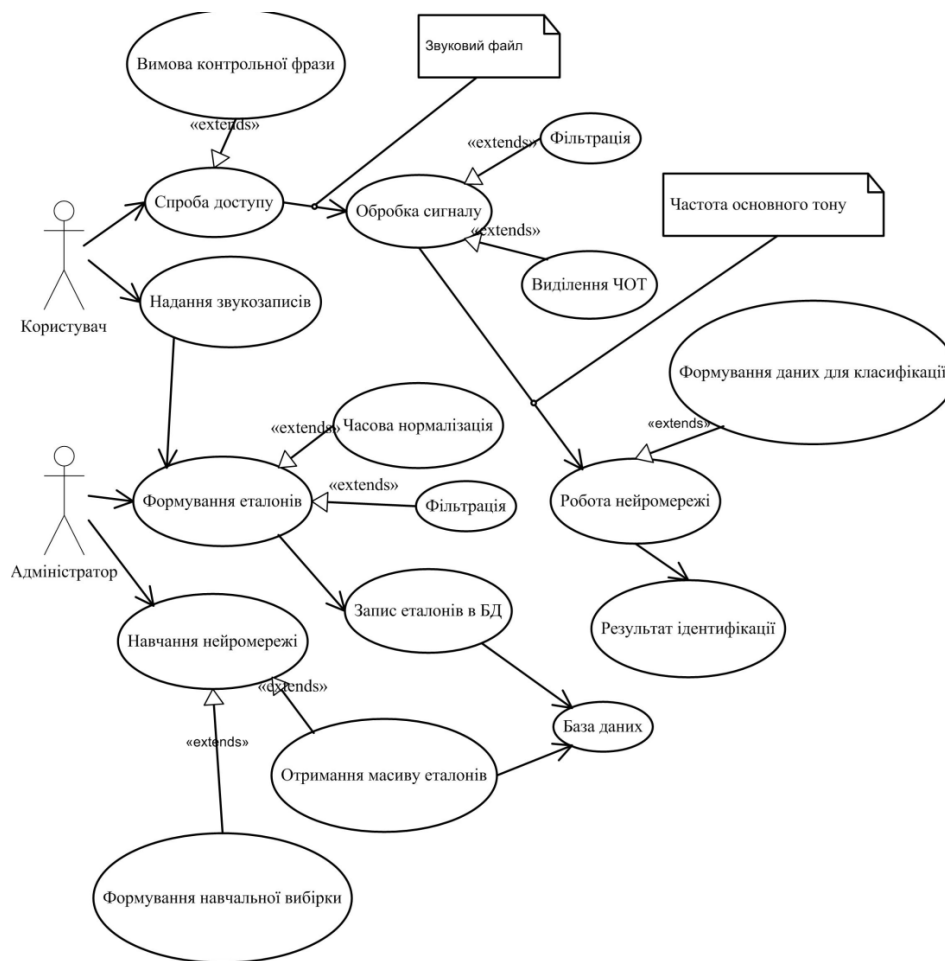 Звуковий файл
Вимова контрольної фрази
«extends»
«extends»
Фільтрація
Спроба доступу
Обробка сигналу
Частота основного тону
«extends»
Виділення ЧОТ
Надання звукозаписів
Користувач
Формування даних для класифікації
Часова нормалізація
«extends»
«extends»
«extends»
Формування еталонів
Фільтрація
Робота нейромережі
Адміністратор
Запис еталонів в БД
Результат ідентифікації
Навчання нейромережі
«extends»
База даних
«extends»
Отримання масиву еталонів
Формування навчальної вибірки